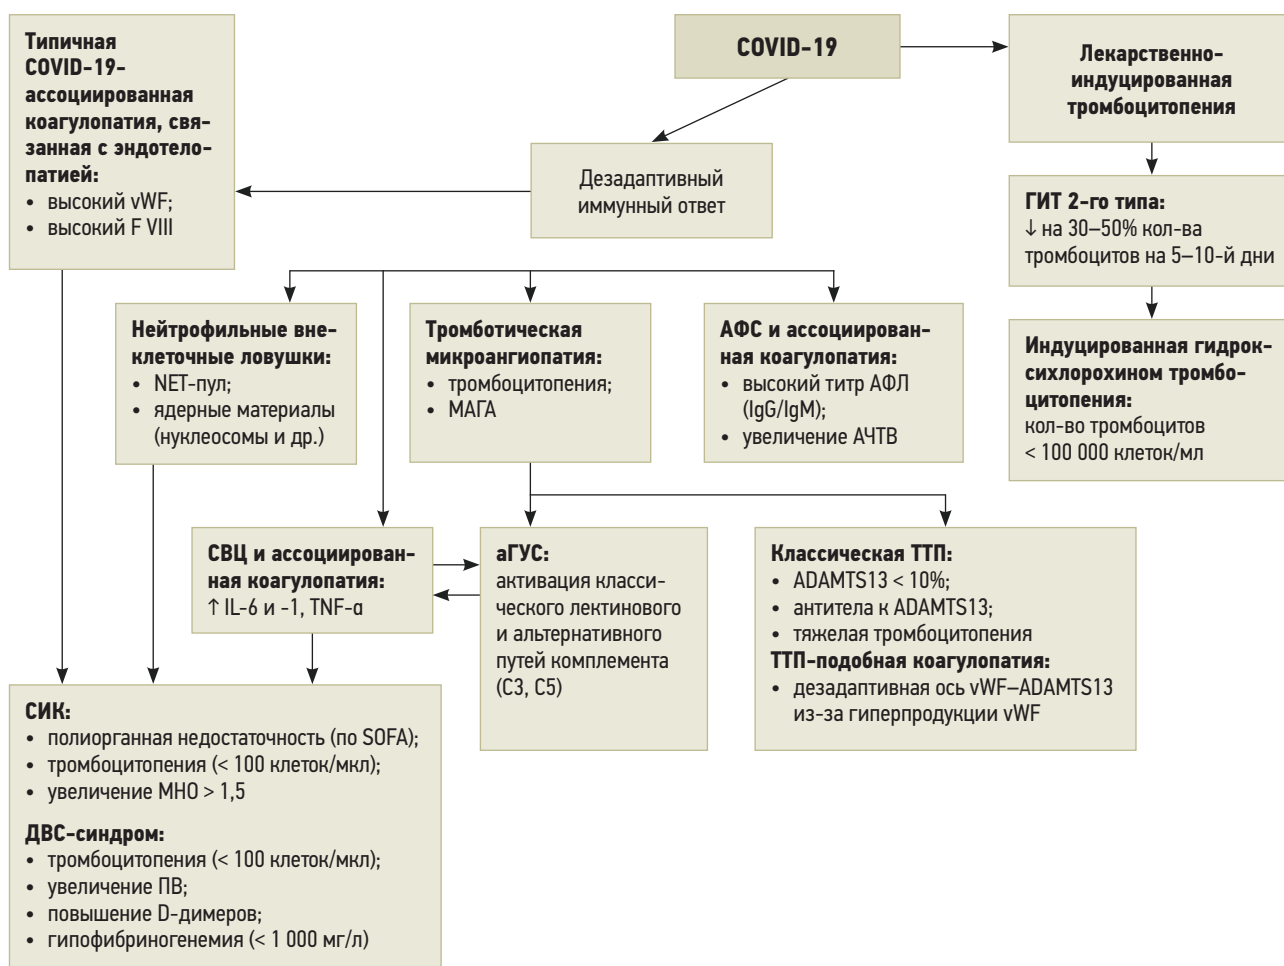 COVID-19
Типичная
COVID-19-
ассоциированная
коагулопатия, свя-
занная с эндотело-
патией:
• высокий vWF;
• высокий F VIII
Дезадаптивный
иммунный ответ
Лекарственно-
индуцированная
тромбоцитопения
ГИТ 2-го типа:
↓ на 30–50% кол-ва
тромбоцитов на 5–10-й дни
Индуцированная гидрок-
сихлорохином тромбо-
цитопения:
кол-во тромбоцитов
< 100 000 клеток/мл
Нейтрофильные вне-
клеточные ловушки:
• NET-пул;
• ядерные материалы
(нуклеосомы и др.)
Тромботическая
микроангиопатия:
• тромбоцитопения;
• МАГА
АФС и ассоциирован-
ная коагулопатия:
• высокий титр АФЛ
(IgG/IgM);
• увеличение АЧТВ
СВЦ и ассоциирован-
ная коагулопатия:
↑ IL-6 и -1, TNF-α
аГУС:
активация класси-
ческого лектинового
и альтернативного
путей комплемента
(С3, С5)
Классическая ТТП:
• ADAMTS13 < 10%;
• антитела к ADAMTS13;
• тяжелая тромбоцитопения
ТТП-подобная коагулопатия:
• дезадаптивная ось vWF–ADAMTS13
из-за гиперпродукции vWF
СИК:
• полиорганная недостаточность (по SOFA);
• тромбоцитопения (< 100 клеток/мкл);
• увеличение МНО > 1,5
ДВС-синдром:
• тромбоцитопения (< 100 клеток/мкл);
• увеличение ПВ;
• повышение D-димеров;
• гипофибриногенемия (< 1 000 мг/л)